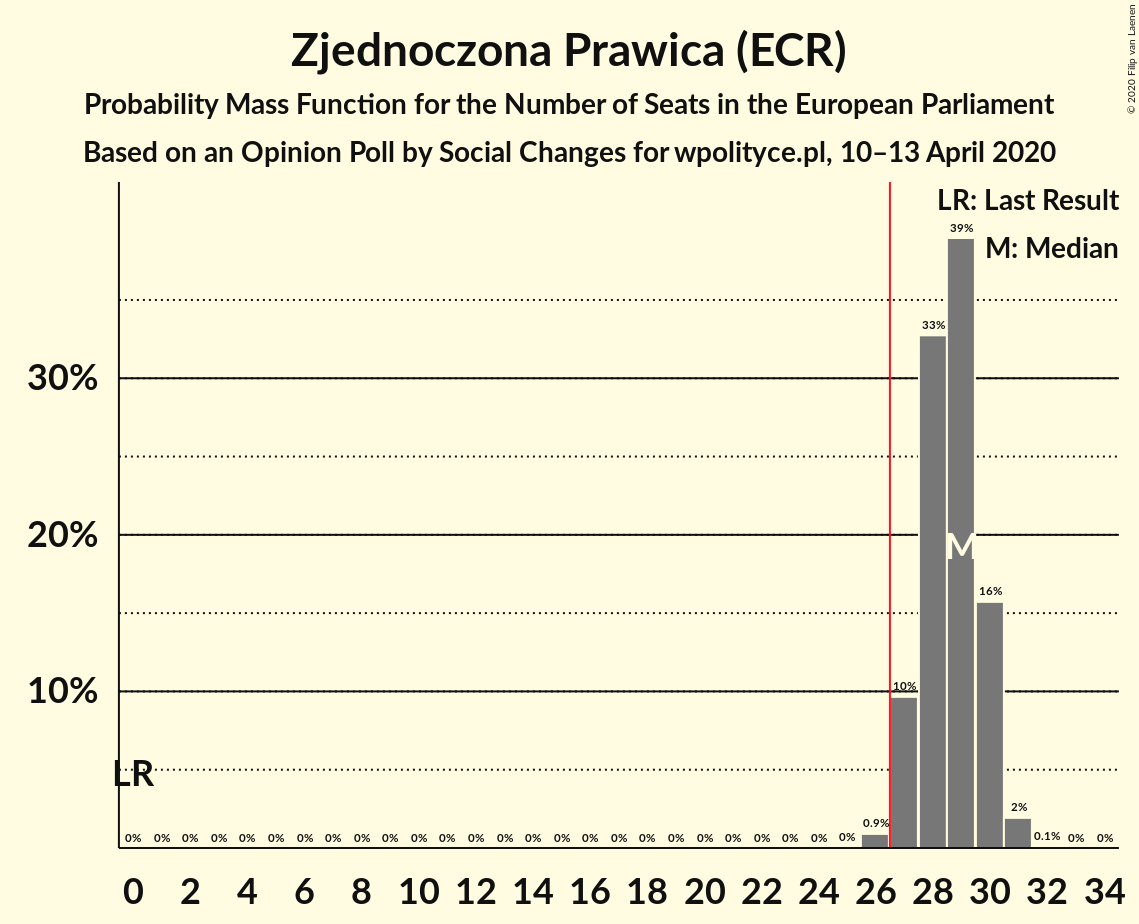 Zjednoczona Prawica (ECR)
Probability Mass Function for the Number of Seats in the European Parliament
Based on an Opinion Poll by Social Changes for wpolityce.pl, 10–13 April 2020
© 2020 Filip van Laenen
LR: Last Result
M: Median
39%
33%
30%
20%
M
16%
10%
10%
LR
2%
0% 0% 0% 0% 0% 0% 0% 0% 0% 0% 0% 0% 0% 0% 0% 0% 0% 0% 0% 0% 0% 0% 0% 0% 0% 0% 0.9% 0.1% 0% 0%
0 2 4 6 8 10 12 14 16 18 20 22 24 26 28 30 32 34